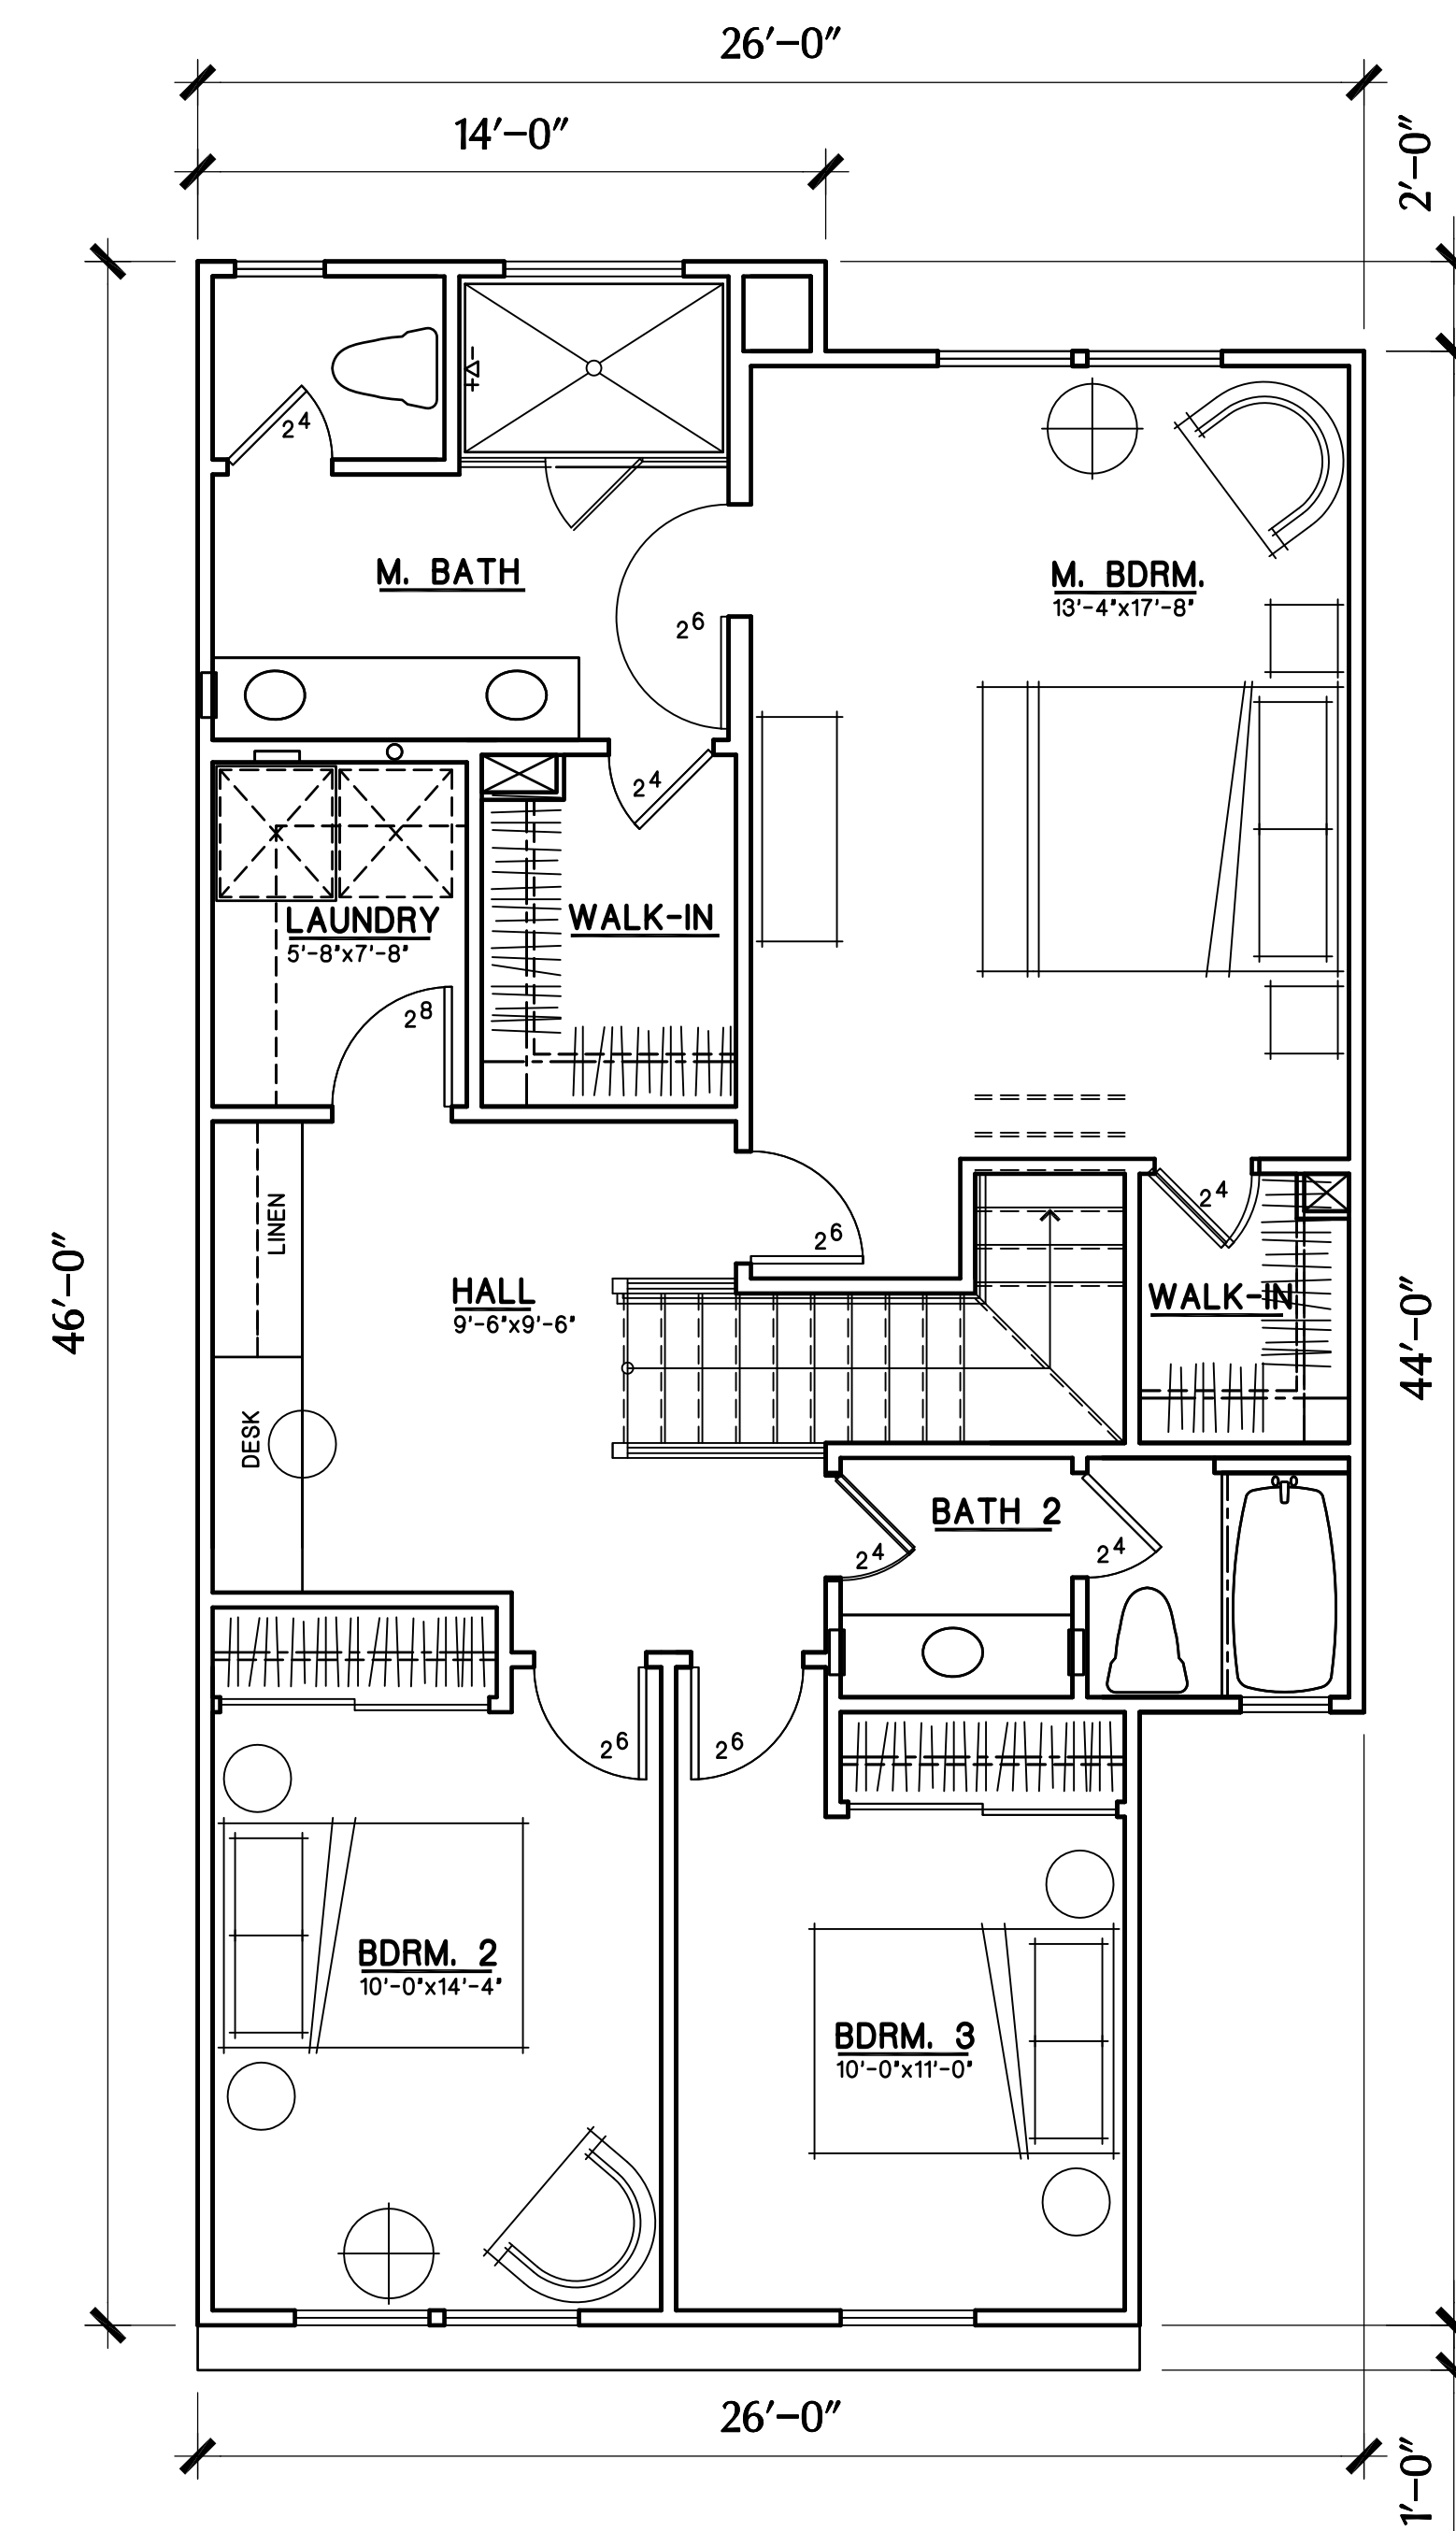 26'-0"
14'-0"
2'-0"
2 4
M. BATH
M. BDRM.
13'-4"x17'-8"
2 6
2 4
LAUNDRY
5'-8"x7'-8"
WALK-IN
2 8
LINEN
2 4
2 6
HALL
9'-6"x9'-6"
WALK-IN
46'-0"
44'-0"
DESK
BATH 2
2 4
2 4
2 6
2 6
BDRM. 2
10'-0"x14'-4"
BDRM. 3
10'-0"x11'-0"
26'-0"
1'-0"